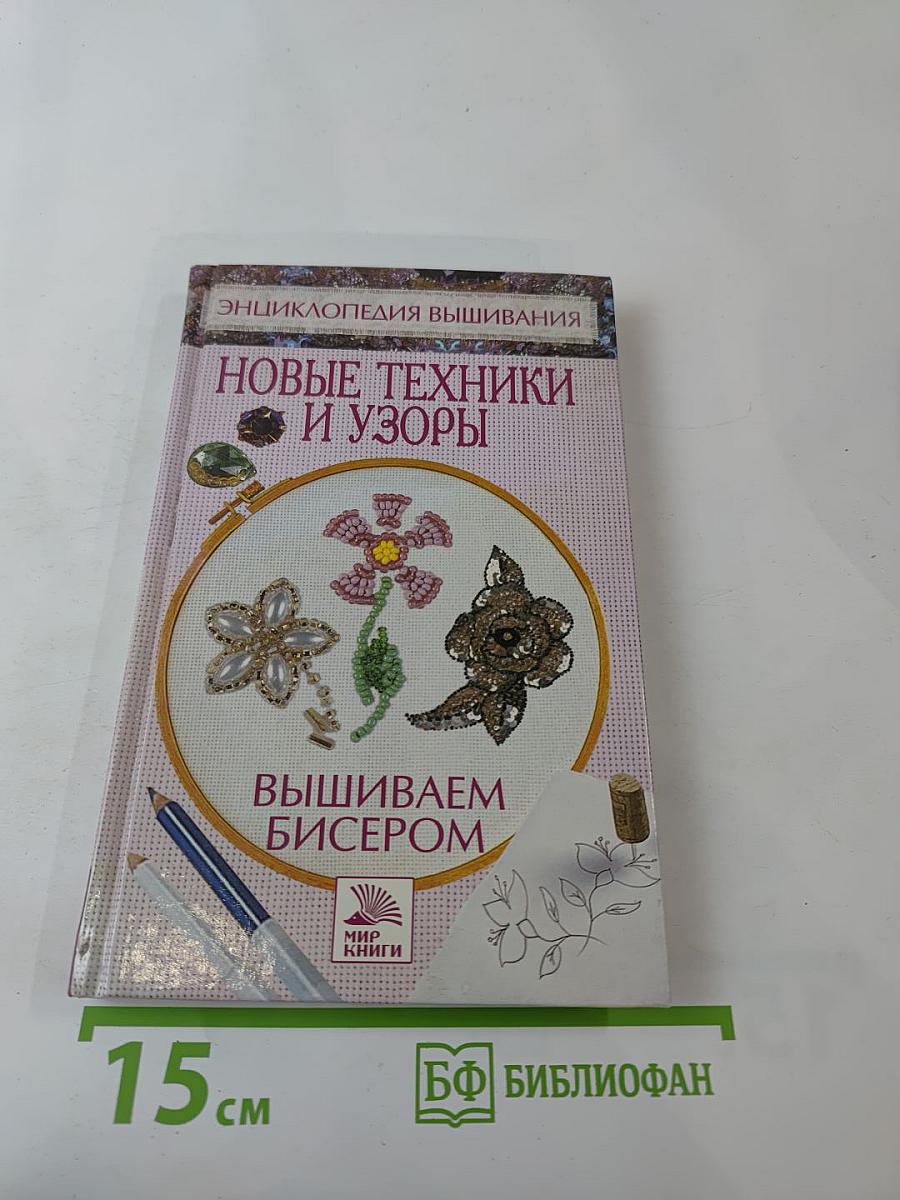 ЭНЦИКЛОПЕДИЯ ВЫШИВАНИЯ
НОВЫЕ ТЕХНИКИ
И УЗОРЫ
ВЫШИВАЕМ
БИСЕРОМ
МИР
КНИГИ
15 см
БФ БИБЛИОФАН